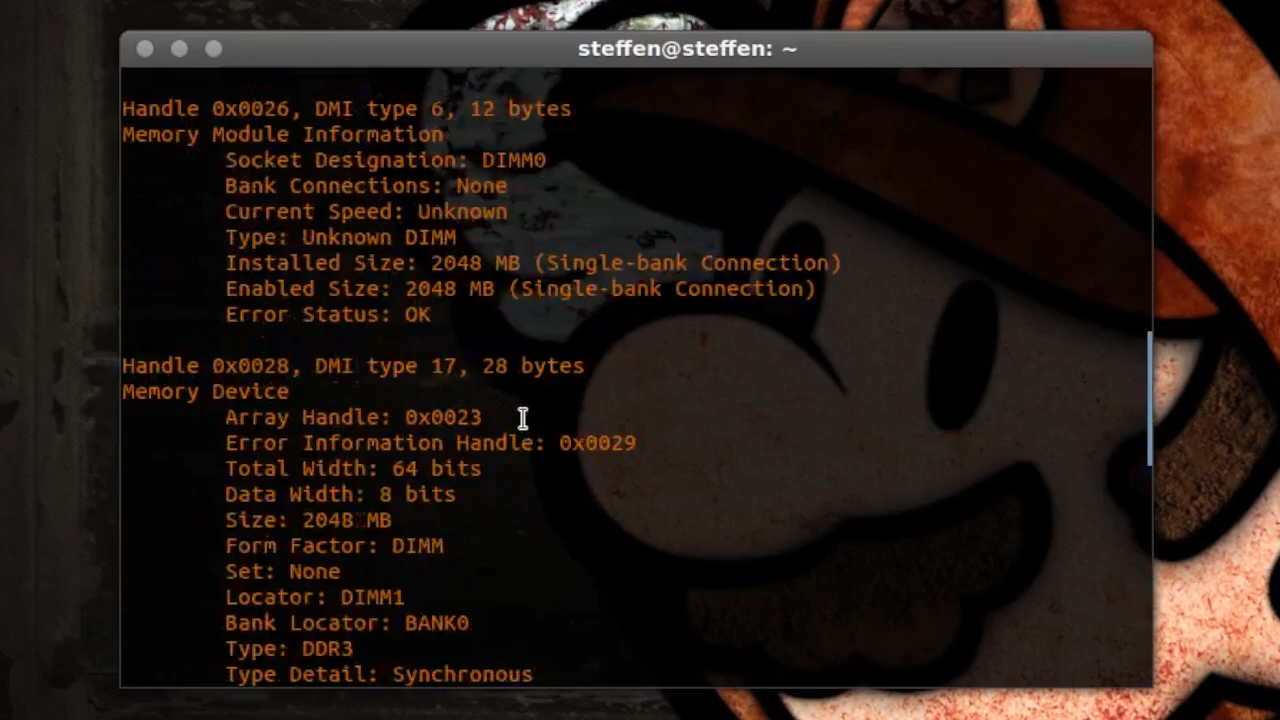 steffen@steffen: ~
Handle 0x0026, DMI type 6, 12 bytes
Memory Module Information
Socket Designation: DIMM0
Bank Connections: None
Current Speed: Unknown
Type: Unknown DIMM
Installed Size: 2048 MB (Single-bank Connection)
Enabled Size: 2048 MB (Single-bank Connection)
Error Status: OK
Handle 0x0028, DMI type 17, 28 bytes
Memory Device
Array Handle: 0x0023
Error Information Handle: 0x0029
Total Width: 64 bits
Data Width: 8 bits
Size: 2048 MB
Form Factor: DIMM
Set: None
Locator: DIMM1
Bank Locator: BANK0
Type: DDR3
Type Detail: Synchronous